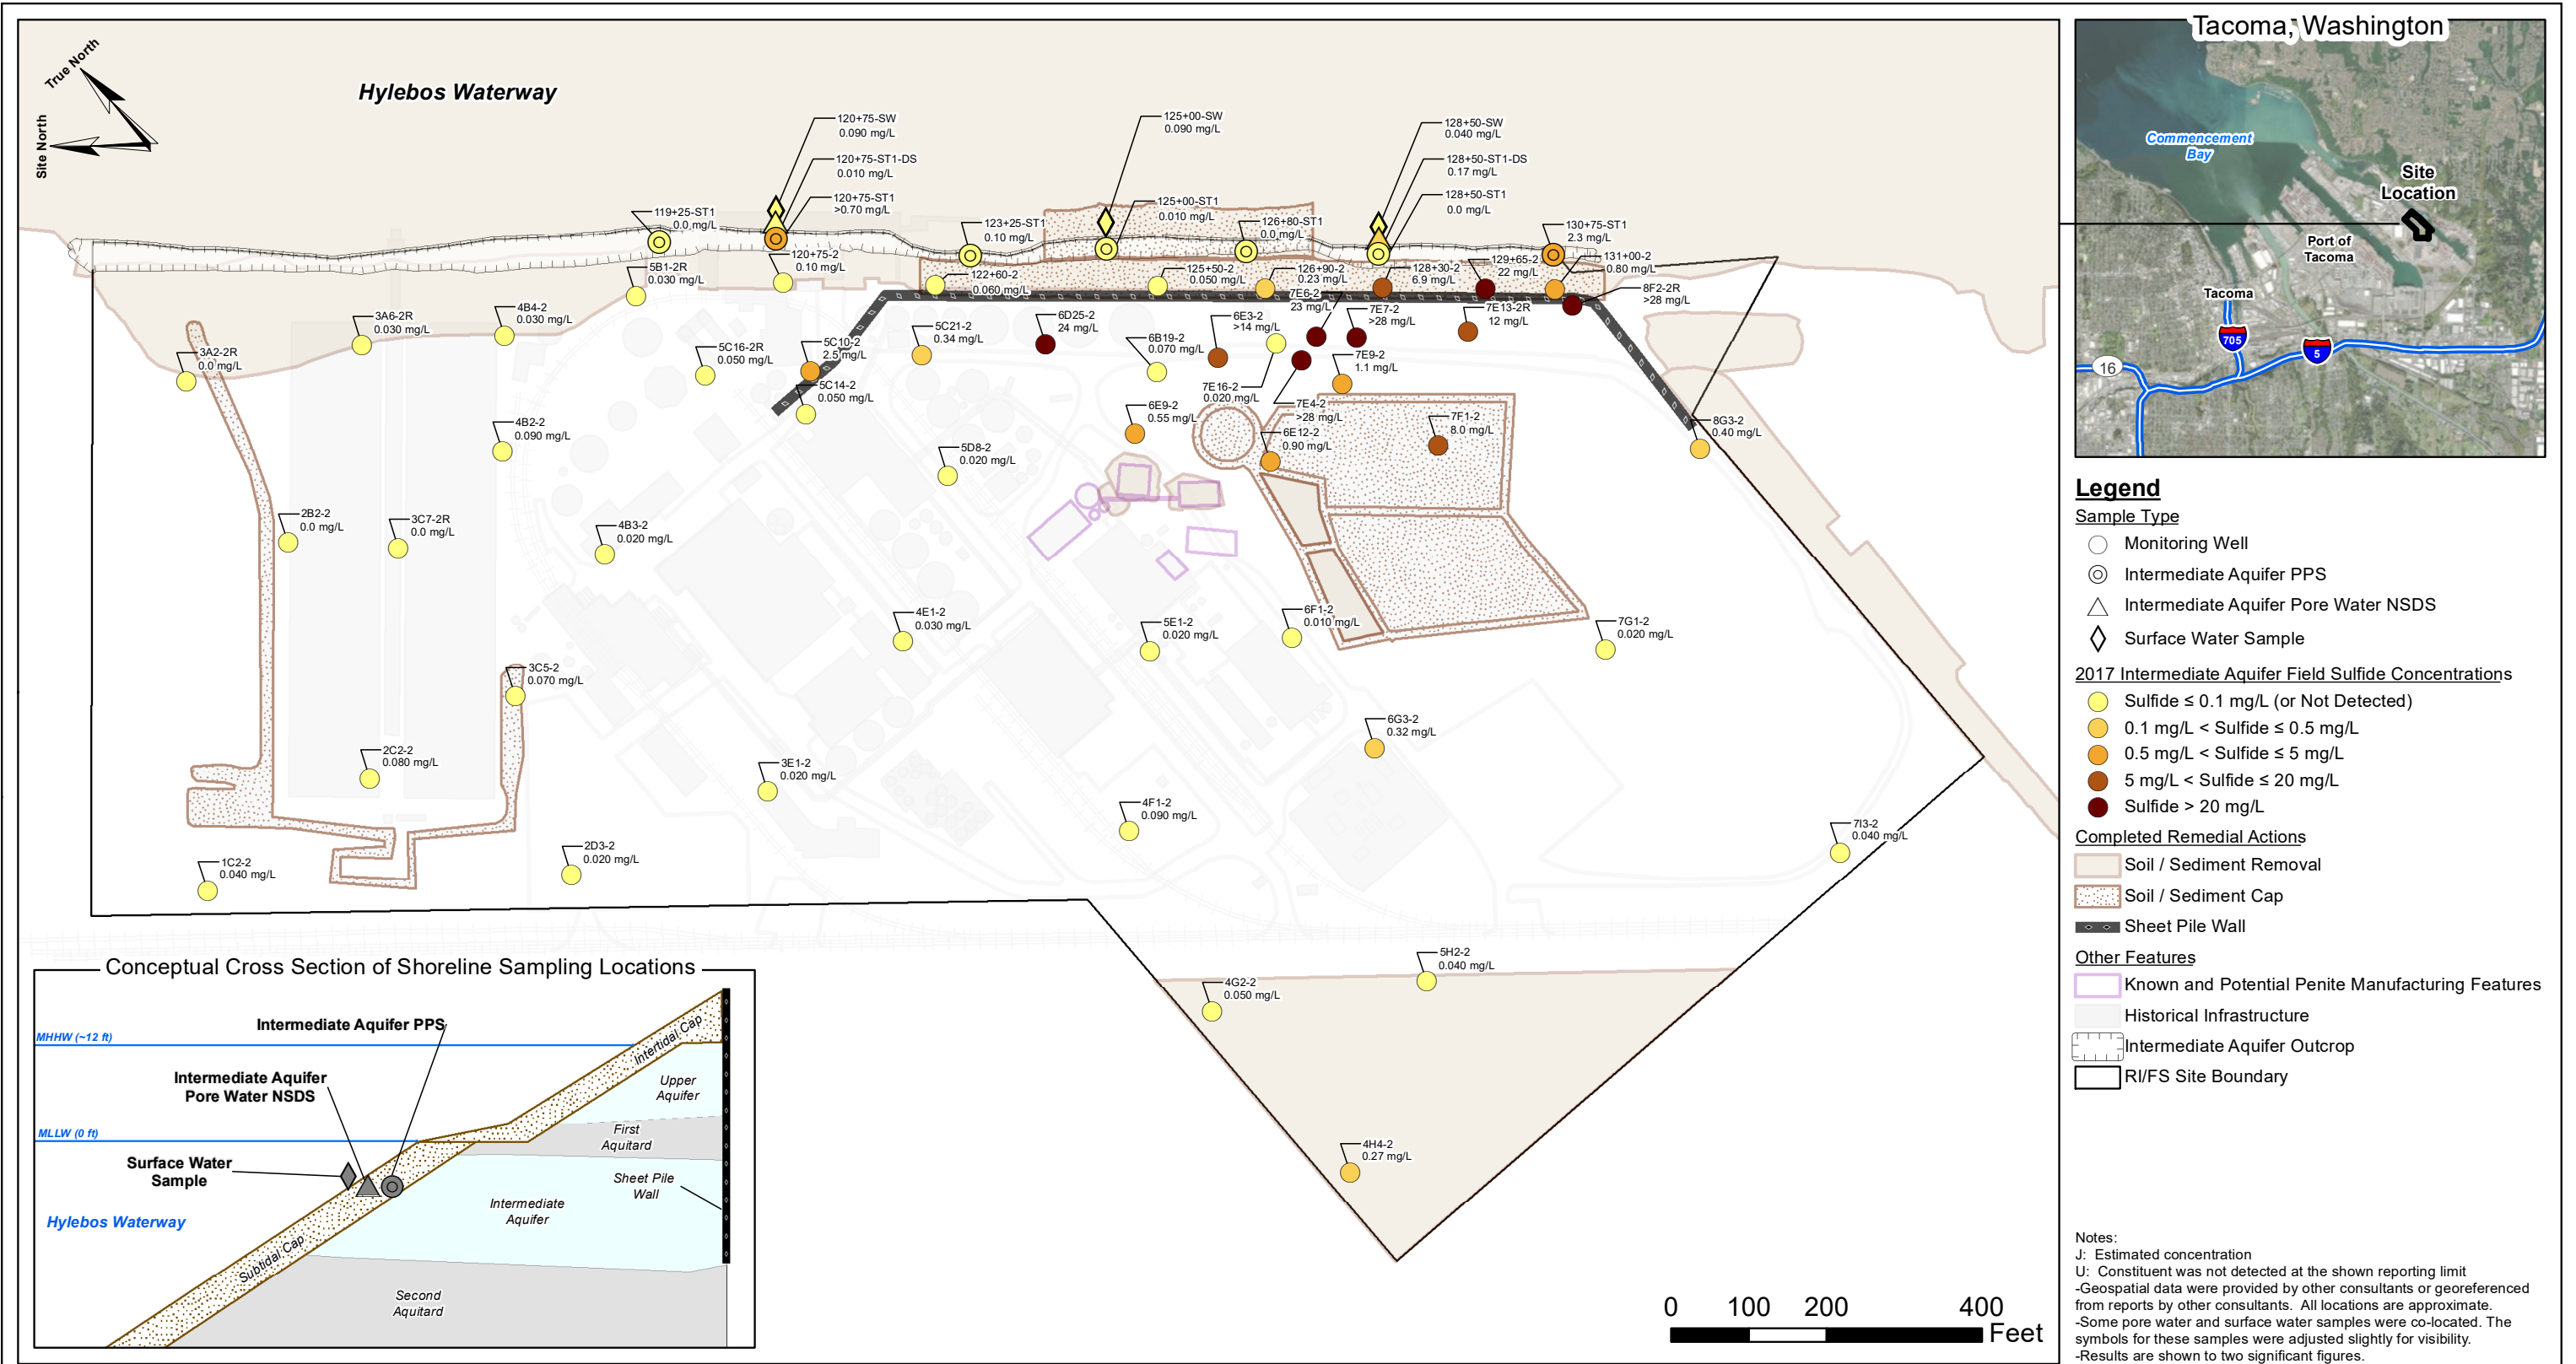 True North
Site North
Hylebos Waterway
120+75-SW
0.090 mg/L
120+75-ST1-DS
0.010 mg/L
120+75-ST1
>0.70 mg/L
125+00-SW
0.090 mg/L
128+50-SW
0.040 mg/L
128+50-ST1-DS
0.17 mg/L
128+50-ST1
0.0 mg/L
119+25-ST1
0.0 mg/L
123+25-ST1
0.10 mg/L
125+00-ST1
0.010 mg/L
126+80-ST1
0.0 mg/L
130+75-ST1
2.3 mg/L
5B1-2R
0.030 mg/L
120+75-2
0.10 mg/L
122+60-2
0.060 mg/L
125+50-2
0.050 mg/L
126+90-2
0.23 mg/L
128+30-2
6.9 mg/L
129+65-2
22 mg/L
131+00-2
0.80 mg/L
8F2-2R
>28 mg/L
3A2-2R
0.0 mg/L
3A6-2R
0.030 mg/L
4B4-2
0.030 mg/L
5C16-2R
0.050 mg/L
5C10-2
2.5 mg/L
5C14-2
0.050 mg/L
5C21-2
0.34 mg/L
6D25-2
24 mg/L
6B19-2
0.070 mg/L
6E3-2
>14 mg/L
7E6-2
23 mg/L
7E7-2
>28 mg/L
7E13-2R
12 mg/L
7E9-2
1.1 mg/L
7E16-2
0.020 mg/L
7E4-2
>28 mg/L
6E9-2
0.55 mg/L
6E12-2
0.90 mg/L
7F1-2
8.0 mg/L
8G3-2
0.40 mg/L
4B2-2
0.090 mg/L
5D8-2
0.020 mg/L
2B2-2
0.0 mg/L
3C7-2R
0.0 mg/L
4B3-2
0.020 mg/L
4E1-2
0.030 mg/L
5E1-2
0.020 mg/L
6F1-2
0.010 mg/L
7G1-2
0.020 mg/L
3C5-2
0.070 mg/L
6G3-2
0.32 mg/L
2C2-2
0.080 mg/L
3E1-2
0.020 mg/L
4F1-2
0.090 mg/L
7I3-2
0.040 mg/L
1C2-2
0.040 mg/L
2D3-2
0.020 mg/L
5H2-2
0.040 mg/L
4G2-2
0.050 mg/L
4H4-2
0.27 mg/L
Conceptual Cross Section of Shoreline Sampling Locations
Intermediate Aquifer PPS
MHHW (~12 ft)
Intermediate Aquifer
Pore Water NSDS
MLLW (0 ft)
Surface Water
Sample
Hylebos Waterway
Intertidal Cap
Upper
Aquifer
First
Aquitard
Sheet Pile
Wall
Intermediate
Aquifer
Subtidal Cap
Second
Aquitard
0 100 200 400
Feet
Tacoma, Washington
Commencement
Bay
Site
Location
Port of
Tacoma
Tacoma
705
5
16
Legend
Sample Type
Monitoring Well
Intermediate Aquifer PPS
Intermediate Aquifer Pore Water NSDS
Surface Water Sample
2017 Intermediate Aquifer Field Sulfide Concentrations
Sulfide ≤ 0.1 mg/L (or Not Detected)
0.1 mg/L < Sulfide ≤ 0.5 mg/L
0.5 mg/L < Sulfide ≤ 5 mg/L
5 mg/L < Sulfide ≤ 20 mg/L
Sulfide > 20 mg/L
Completed Remedial Actions
Soil / Sediment Removal
Soil / Sediment Cap
Sheet Pile Wall
Other Features
Known and Potential Penite Manufacturing Features
Historical Infrastructure
Intermediate Aquifer Outcrop
RI/FS Site Boundary
Notes:
J: Estimated concentration
U: Constituent was not detected at the shown reporting limit
-Geospatial data were provided by other consultants or georeferenced
from reports by other consultants. All locations are approximate.
-Some pore water and surface water samples were co-located. The
symbols for these samples were adjusted slightly for visibility.
-Results are shown to two significant figures.